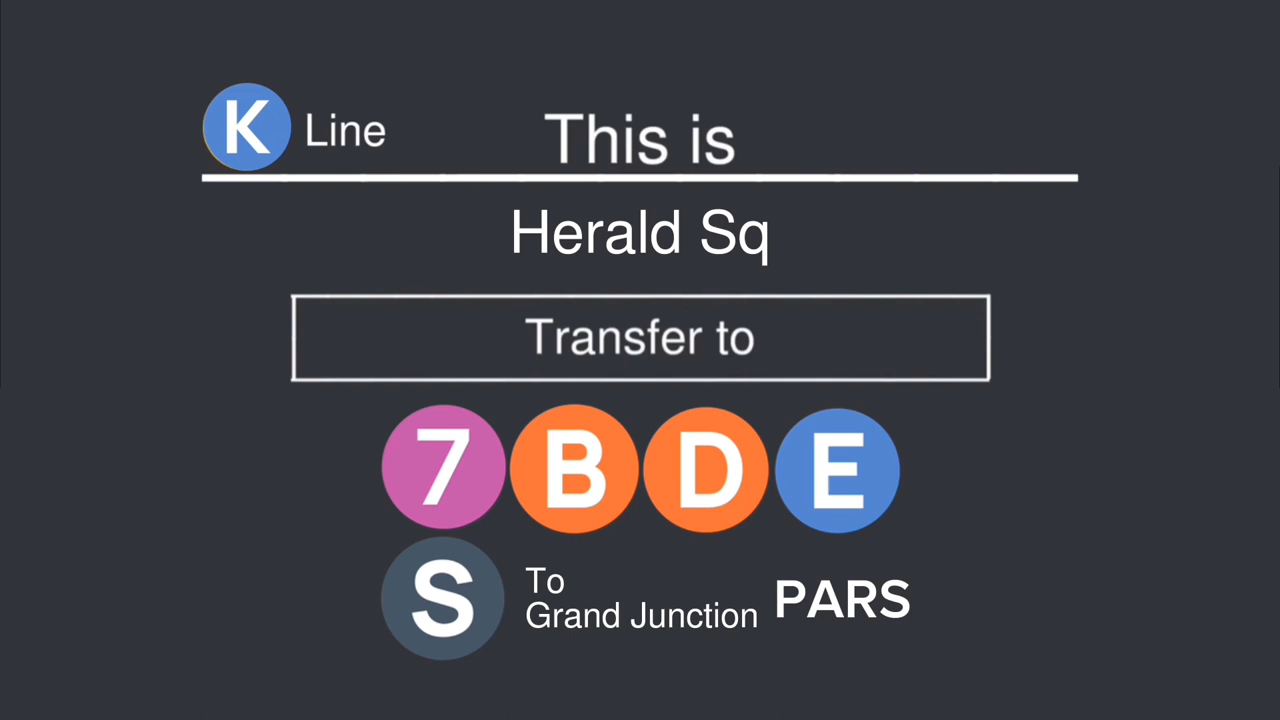 K Line This is
Herald Sq
Transfer to
7 B D E
S To
Grand Junction PARS